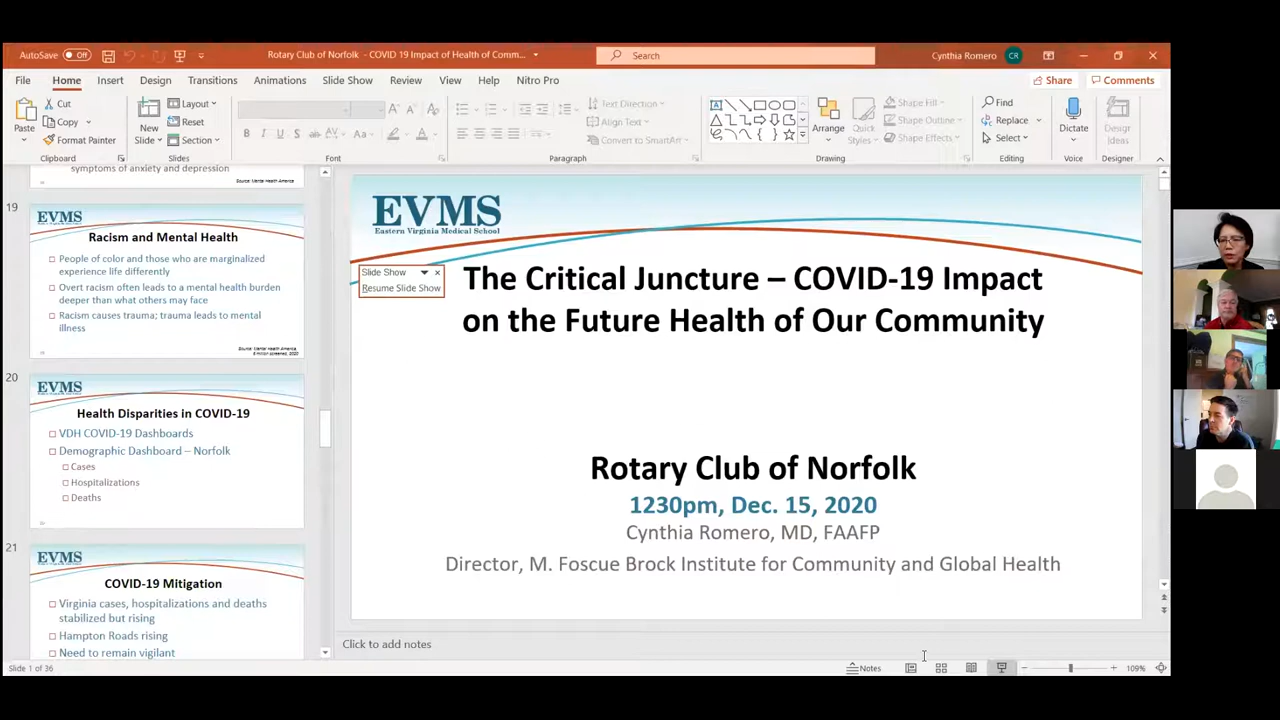 AutoSave Off
Rotary Club of Norfolk - COVID 19 Impact of Health of Comm...
Search
Cynthia Romero CR
File Home Insert Design Transitions Animations Slide Show Review View Help Nitro Pro
Share Comments
Paste
Cut
Copy
Format Painter
Clipboard
New Slide
Layout
Reset
Section
Slides
Font
Text Direction
Align Text
Convert to SmartArt
Paragraph
Arrange
Quick Styles
Shape Fill
Shape Outline
Shape Effects
Drawing
Find
Replace
Select
Editing
Dictate
Voice
Design Ideas
Designer
symptoms of anxiety and depression
Source: Mental Health America
19
EVMS
Racism and Mental Health
People of color and those who are marginalized
experience life differently
Overt racism often leads to a mental health burden
deeper than what others may face
Racism causes trauma; trauma leads to mental
illness
Source: Mental Health America,
20
EVMS
Health Disparities in COVID-19
VDH COVID-19 Dashboards
Demographic Dashboard – Norfolk
Cases
Hospitalizations
Deaths
21
EVMS
COVID-19 Mitigation
Virginia cases, hospitalizations and deaths
stabilized but rising
Hampton Roads rising
Need to remain vigilant
EVMS
Eastern Virginia Medical School
Slide Show
Resume Slide Show
The Critical Juncture – COVID-19 Impact
on the Future Health of Our Community
Rotary Club of Norfolk
1230pm, Dec. 15, 2020
Cynthia Romero, MD, FAAFP
Director, M. Foscue Brock Institute for Community and Global Health
Click to add notes
Slide 1 of 36
Notes
109%